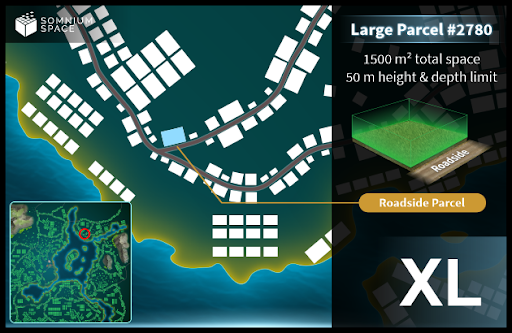 SOMNIUM
SPACE
Large Parcel #2780
1500 m² total space
50 m height & depth limit
Roadside
Roadside Parcel
XL